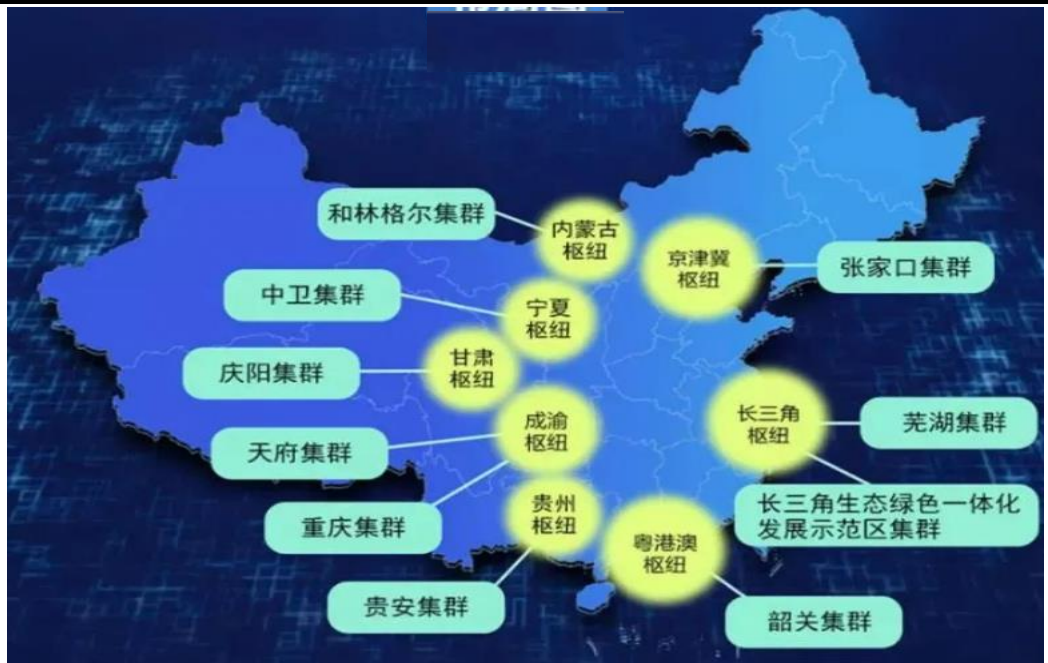 和林格尔集群
内蒙古
枢纽
京津冀
枢纽
张家口集群
中卫集群
宁夏
枢纽
庆阳集群
甘肃
枢纽
天府集群
成渝
枢纽
长三角
枢纽
芜湖集群
重庆集群
贵州
枢纽
粤港澳
枢纽
长三角生态绿色一体化
发展示范区集群
贵安集群
韶关集群